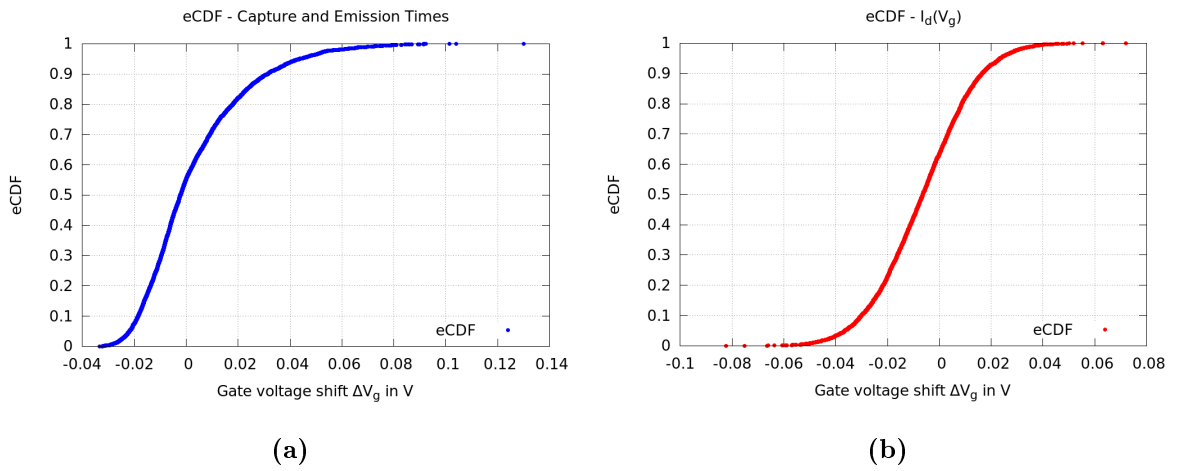 eCDF - Capture and Emission Times
1
0.9
0.8
0.7
0.6
0.5
0.4
0.3
0.2
0.1
0
eCDF
eCDF
-0.04 -0.02 0 0.02 0.04 0.06 0.08 0.1 0.12 0.14
Gate voltage shift ΔVg in V
(a)
eCDF - Id(Vg)
1
0.9
0.8
0.7
0.6
0.5
0.4
0.3
0.2
0.1
0
eCDF
eCDF
-0.1 -0.08 -0.06 -0.04 -0.02 0 0.02 0.04 0.06 0.08
Gate voltage shift ΔVg in V
(b)